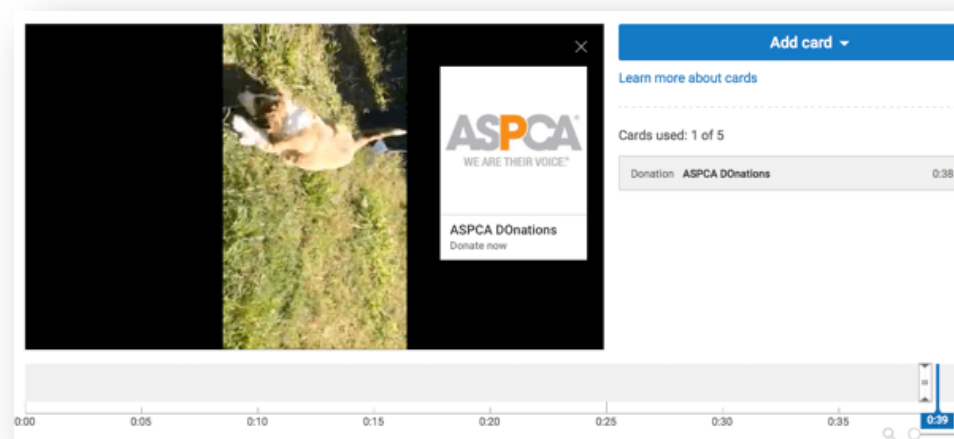 Add card
Learn more about cards
Cards used: 1 of 5
Donation ASPCA DOnations 0:38
ASPCA
WE ARE THEIR VOICE
ASPCA DOnations
Donate now
0:00 0:05 0:10 0:15 0:20 0:25 0:30 0:35 0:39